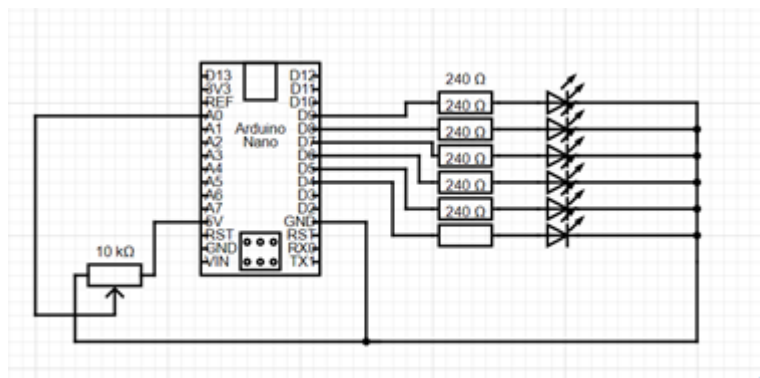 240 Ω
D13
3V3
REF
A0
A1
A2
A3
A4
A5
A6
A7
5V
RST
GND
VIN
Arduino
Nano
D12
D11
D10
D9
D8
D7
D6
D5
D4
D3
D2
GND
RST
RX0
TX1
240 Ω
240 Ω
240 Ω
240 Ω
240 Ω
10 kΩ